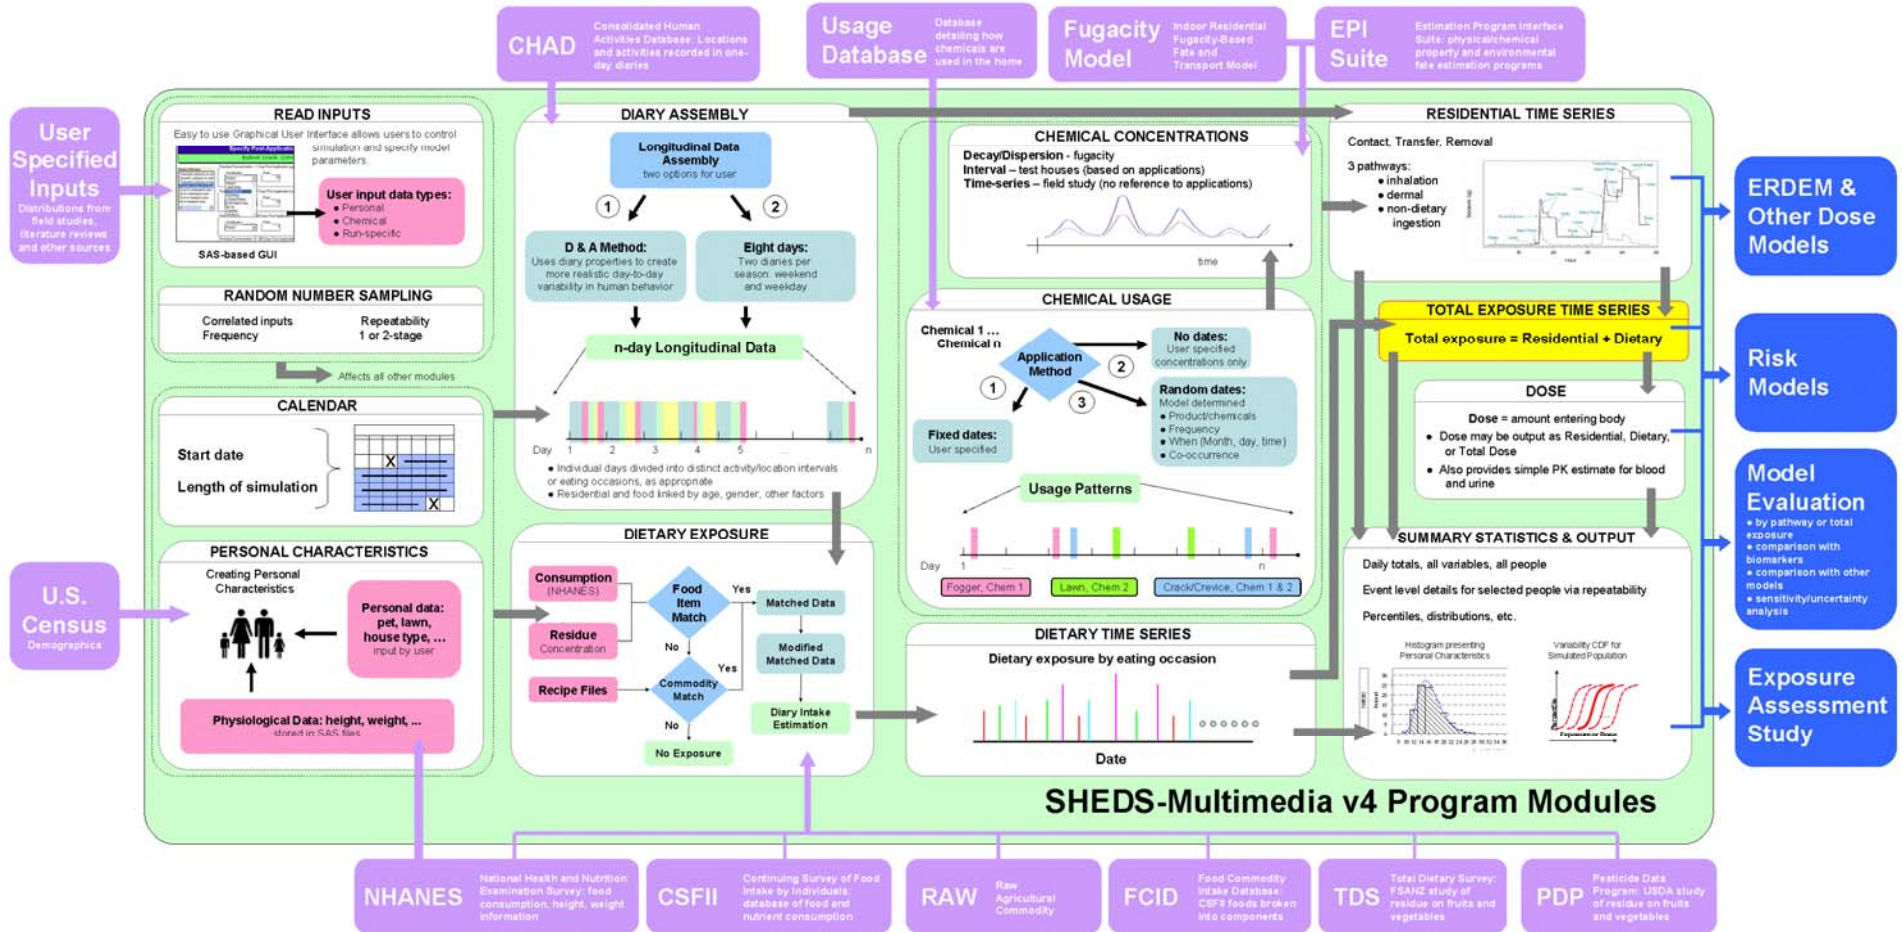 CHAD
Consolidated Human
Activities Database: Locations
and activities recorded in one-
day diaries
Usage
Database
Database
detailing how
chemicals are
used in the home
Fugacity
Model
Indoor Residential
Fugacity-Based
Fate and
Transport Model
EPI
Suite
Estimation Program Interface
Suite: physical/chemical
property and environmental
fate estimation programs
User
Specified
Inputs
Distributions from
field studies,
literature reviews
and other sources
U.S.
Census
Demographics
READ INPUTS
Easy to use Graphical User Interface allows users to control
simulation and specify model
parameters.
User input data types:
● Personal
● Chemical
● Run-specific
SAS-based GUI
RANDOM NUMBER SAMPLING
Correlated inputs
Frequency
Repeatability
1 or 2-stage
Affects all other modules
CALENDAR
Start date
Length of simulation
X
X
PERSONAL CHARACTERISTICS
Creating Personal
Characteristics
Personal data:
pet, lawn,
house type, ...
input by user
Physiological Data: height, weight, ...
stored in SAS files
DIARY ASSEMBLY
Longitudinal Data
Assembly
two options for user
1
2
D & A Method:
Uses diary properties to create
more realistic day-to-day
variability in human behavior
Eight days:
Two diaries per
season: weekend
and weekday
n-day Longitudinal Data
Day 1 2 3 4 5 ... n
● Individual days divided into distinct activity/location intervals
or eating occasions, as appropriate
● Residential and food linked by age, gender, other factors
DIETARY EXPOSURE
Consumption
(NHANES)
Residue
Concentration
Recipe Files
Food
Item
Match
Yes
No
Commodity
Match
Yes
No
No Exposure
Matched Data
Modified
Matched Data
Diary Intake
Estimation
CHEMICAL CONCENTRATIONS
Decay/Dispersion - fugacity
Interval – test houses (based on applications)
Time-series – field study (no reference to applications)
time
CHEMICAL USAGE
Chemical 1 ...
Chemical n
Application
Method
1
2
3
No dates:
User specified
concentrations only
Random dates:
Model determined
● Product/chemicals
● Frequency
● When (Month, day, time)
● Co-occurrence
Fixed dates:
User specified
Usage Patterns
Day 1 ... n
Fogger, Chem 1
Lawn, Chem 2
Crack/Crevice, Chem 1 & 2
DIETARY TIME SERIES
Dietary exposure by eating occasion
Date
RESIDENTIAL TIME SERIES
Contact, Transfer, Removal
3 pathways:
● inhalation
● dermal
● non-dietary
ingestion
TOTAL EXPOSURE TIME SERIES
Total exposure = Residential + Dietary
DOSE
Dose = amount entering body
● Dose may be output as Residential, Dietary,
or Total Dose
● Also provides simple PK estimate for blood
and urine
SUMMARY STATISTICS & OUTPUT
Daily totals, all variables, all people
Event level details for selected people via repeatability
Percentiles, distributions, etc.
Histogram presenting
Personal Characteristics
Variability CDF for
Simulated Population
Exposure or Dose
ERDEM &
Other Dose
Models
Risk
Models
Model
Evaluation
● by pathway or total
exposure
● comparison with
biomarkers
● comparison with other
models
● sensitivity/uncertainty
analysis
Exposure
Assessment
Study
SHEDS-Multimedia v4 Program Modules
NHANES
National Health and Nutrition
Examination Survey: food
consumption, height, weight
information
CSFII
Continuing Survey of Food
Intake by Individuals:
database of food and
nutrient consumption
RAW
Raw
Agricultural
Commodity
FCID
Food Commodity
Intake Database:
CSFII foods broken
into components
TDS
Total Dietary Survey:
FSANZ study of
residue on fruits and
vegetables
PDP
Pesticide Data
Program: USDA study
of residue on fruits
and vegetables